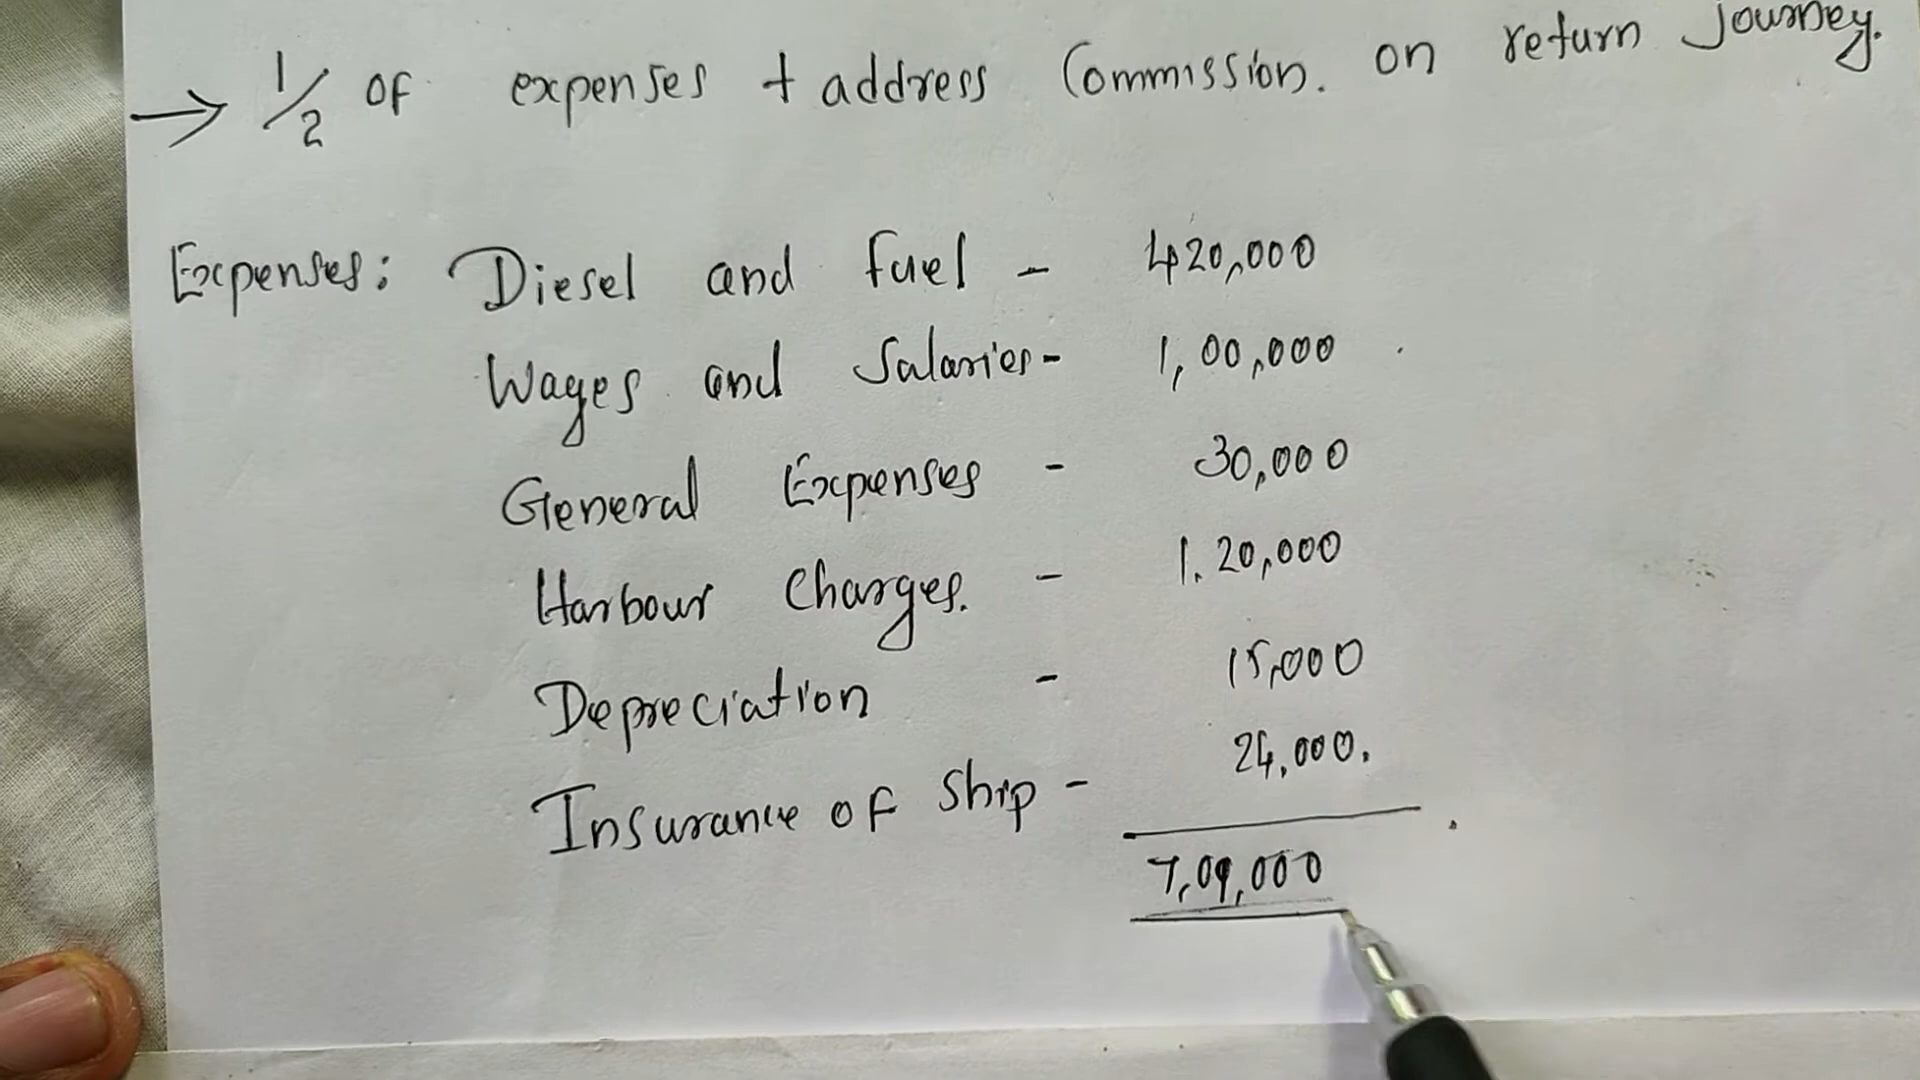 → 1/2 of expenses + address Commission. on return Journey.
Expenses: Diesel and fuel - 420,000
Wages and Salaries - 1,00,000
General Expenses - 30,000
Harbour Charges. - 1.20,000
Depreciation - 15,000
Insurance of Ship - 24,000.
7,09,000